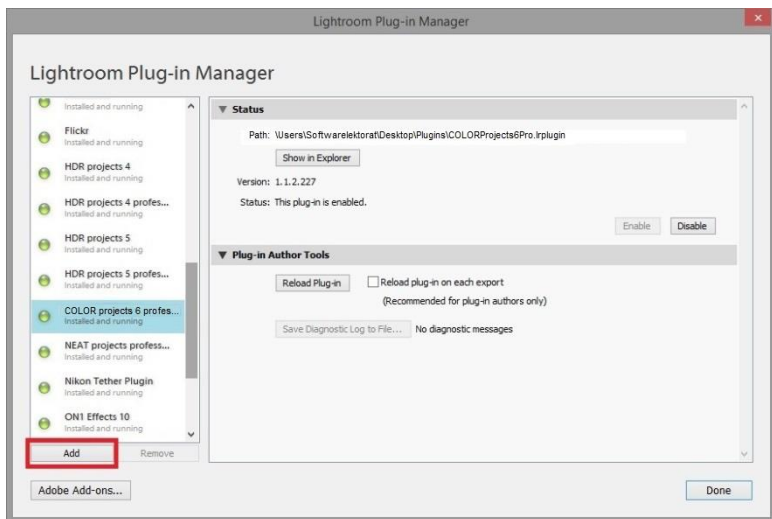 Lightroom Plug-in Manager
Lightroom Plug-in Manager
Installed and running
Flickr
Installed and running
HDR projects 4
Installed and running
HDR projects 4 profes...
Installed and running
HDR projects 5
Installed and running
HDR projects 5 profes...
Installed and running
COLOR projects 6 profes...
Installed and running
NEAT projects profess...
Installed and running
Nikon Tether Plugin
Installed and running
ON1 Effects 10
Installed and running
Add Remove
Adobe Add-ons...
Status
Path: \Users\Softwarelektorat\Desktop\Plugins\COLORProjects6Pro.lrplugin
Show in Explorer
Version: 1.1.2.227
Status: This plug-in is enabled.
Enable Disable
Plug-in Author Tools
Reload Plug-in Reload plug-in on each export
(Recommended for plug-in authors only)
Save Diagnostic Log to File... No diagnostic messages
Done